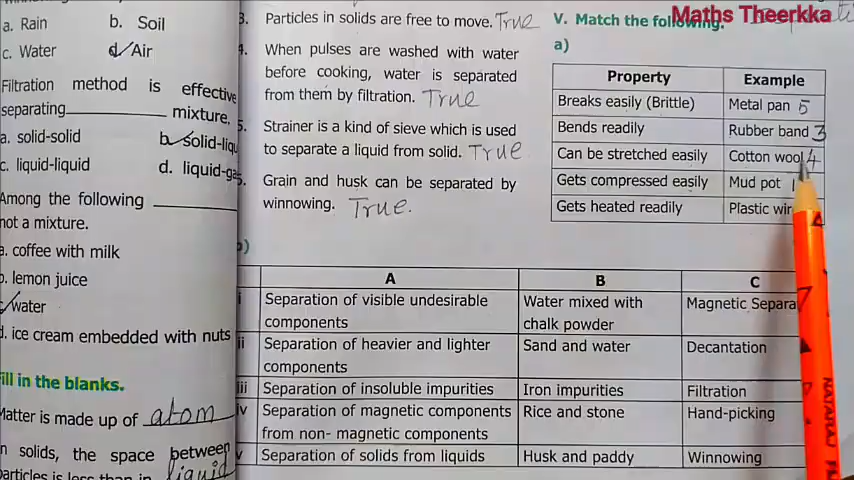 a. Rain b. Soil
c. Water d. Air
Filtration method is effective
separating mixture.
a. solid-solid b. solid-liqu
c. liquid-liquid d. liquid-gas
Among the following
not a mixture.
a. coffee with milk
b. lemon juice
water
d. ice cream embedded with nuts
ill in the blanks.
Matter is made up of atom
n solids, the space between
particles is less than in liquid
3. Particles in solids are free to move. True
4. When pulses are washed with water
before cooking, water is separated
from them by filtration. True
5. Strainer is a kind of sieve which is used
to separate a liquid from solid. True
Grain and husk can be separated by
winnowing. True.
Maths Theerkka
V. Match the following.
a)
Property Example
Breaks easily (Brittle) Metal pan 5
Bends readily Rubber band 3
Can be stretched easily Cotton wool 4
Gets compressed easily Mud pot 1
Gets heated readily Plastic wir
b)
A B C
i Separation of visible undesirable Water mixed with Magnetic Separa
components chalk powder
ii Separation of heavier and lighter Sand and water Decantation
components
iii Separation of insoluble impurities Iron impurities Filtration
iv Separation of magnetic components Rice and stone Hand-picking
from non- magnetic components
v Separation of solids from liquids Husk and paddy Winnowing
NATARAJ